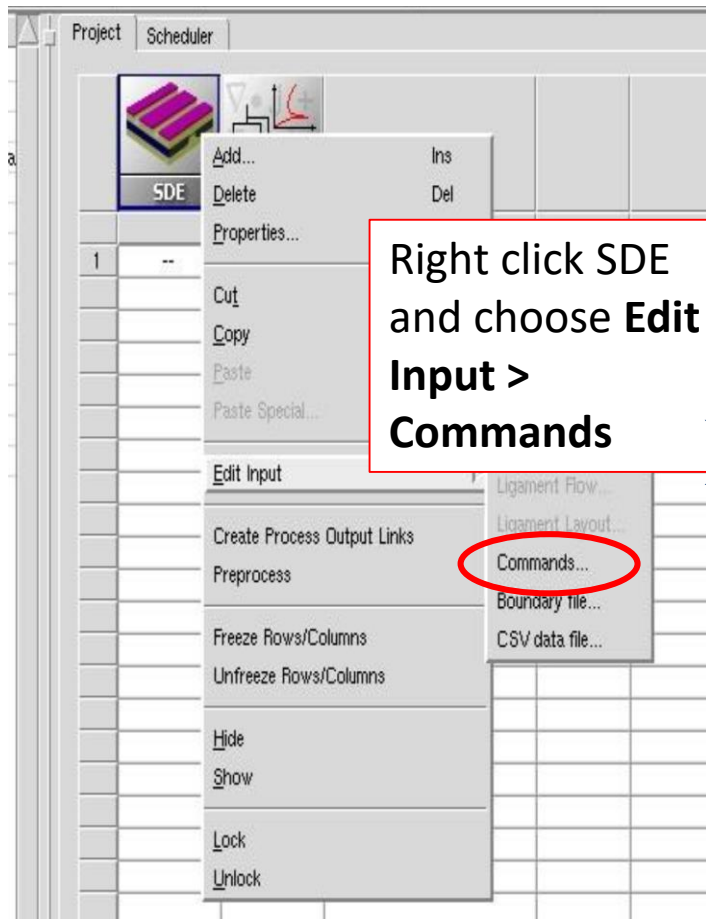 a
Project
Scheduler
SDE
Add... Ins
Delete Del
Properties...
1 --
Cut
Copy
Paste
Paste Special...
Right click SDE
and choose Edit
Input >
Commands
Edit Input
Ligament Flow...
Ligament Layout...
Create Process Output Links
Commands...
Preprocess
Boundary file...
Freeze Rows/Columns
CSV data file...
Unfreeze Rows/Columns
Hide
Show
Lock
Unlock